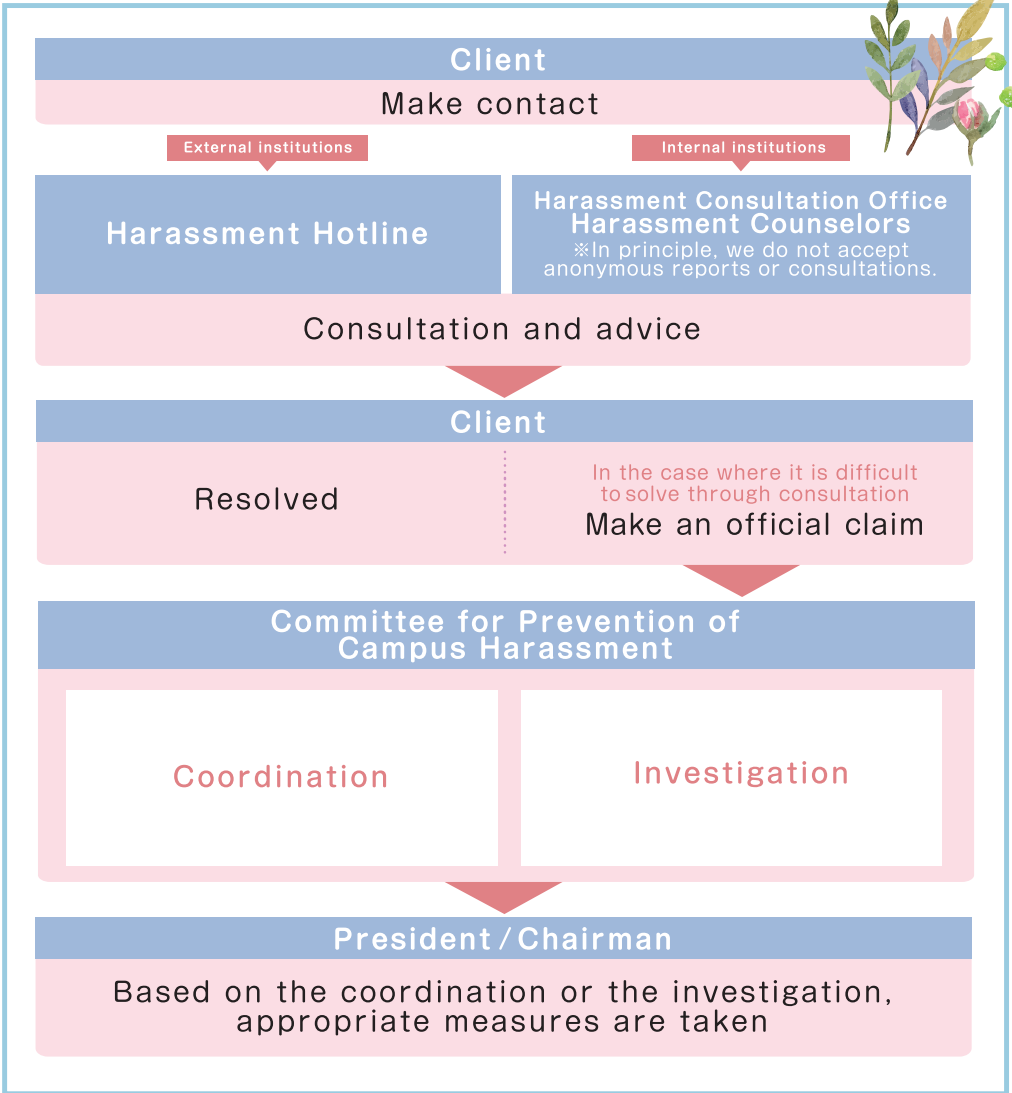 Client
Make contact
External institutions
Internal institutions
Harassment Hotline
Harassment Consultation Office
Harassment Counselors
※In principle, we do not accept
anonymous reports or consultations.
Consultation and advice
Client
Resolved
In the case where it is difficult
to solve through consultation
Make an official claim
Committee for Prevention of
Campus Harassment
Coordination
Investigation
President / Chairman
Based on the coordination or the investigation,
appropriate measures are taken